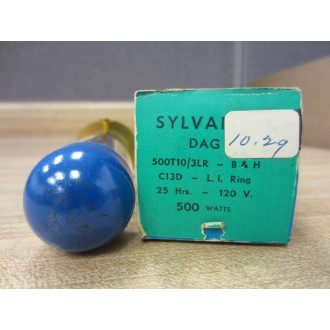 SYLVA
DAG
10.29
500T10/3LR - B & H
C13D - L.I. Ring
25 Hrs. - 120 V.
500 WATTS